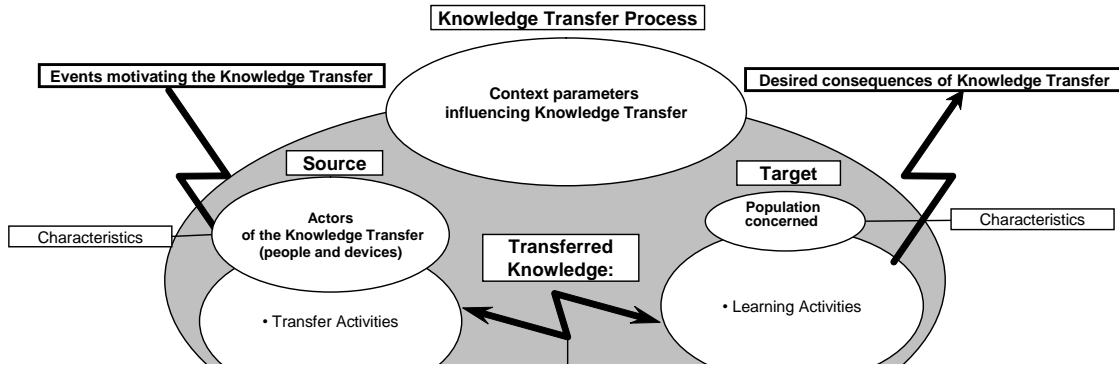 Knowledge Transfer Process
Events motivating the Knowledge Transfer
Desired consequences of Knowledge Transfer
Context parameters
influencing Knowledge Transfer
Source
Target
Actors
of the Knowledge Transfer
(people and devices)
Population
concerned
Characteristics
Characteristics
Transferred
Knowledge:
• Transfer Activities
• Learning Activities